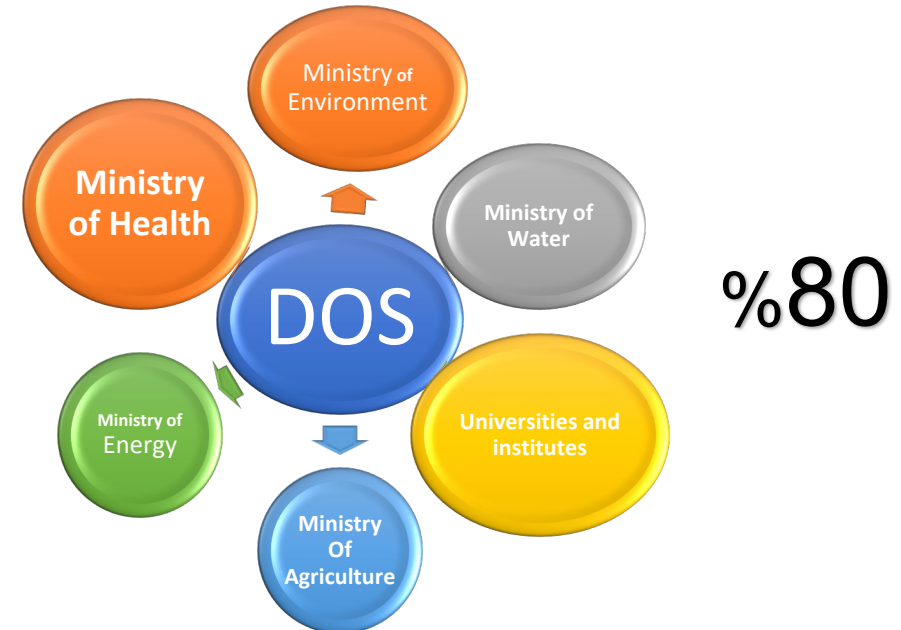 Ministry of
Environment
Ministry
of Health
Ministry of
Water
DOS
%80
Ministry of
Energy
Universities and
institutes
Ministry
Of
Agriculture